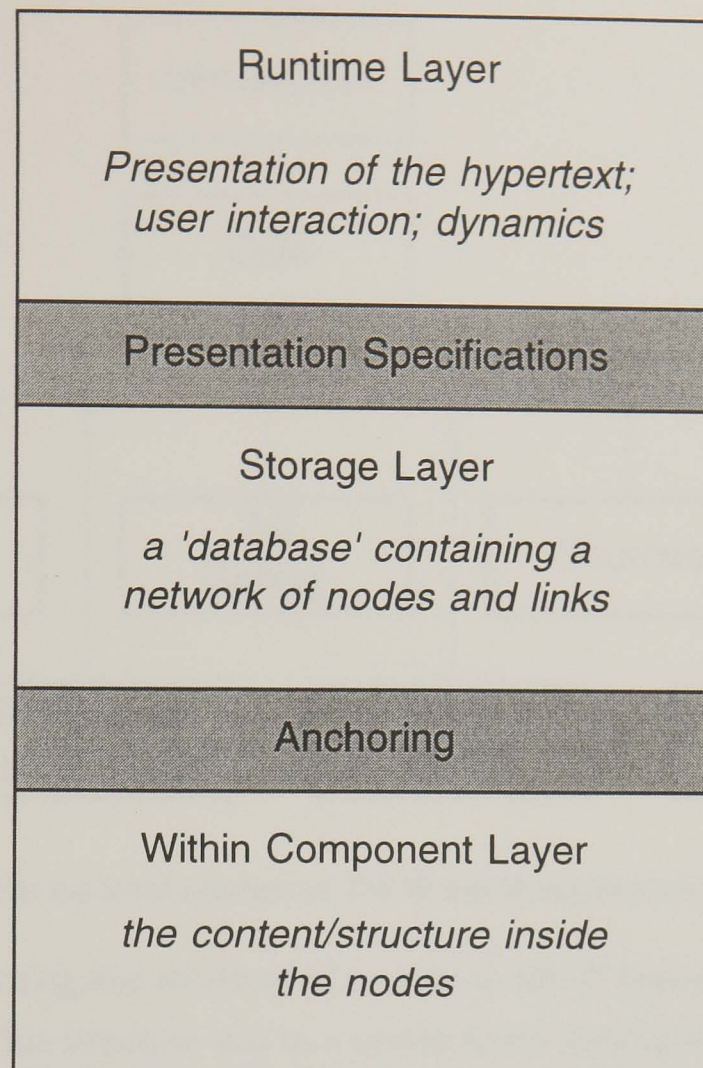 Runtime Layer
Presentation of the hypertext;
user interaction; dynamics
Presentation Specifications
Storage Layer
a 'database' containing a
network of nodes and links
Anchoring
Within Component Layer
the content/structure inside
the nodes